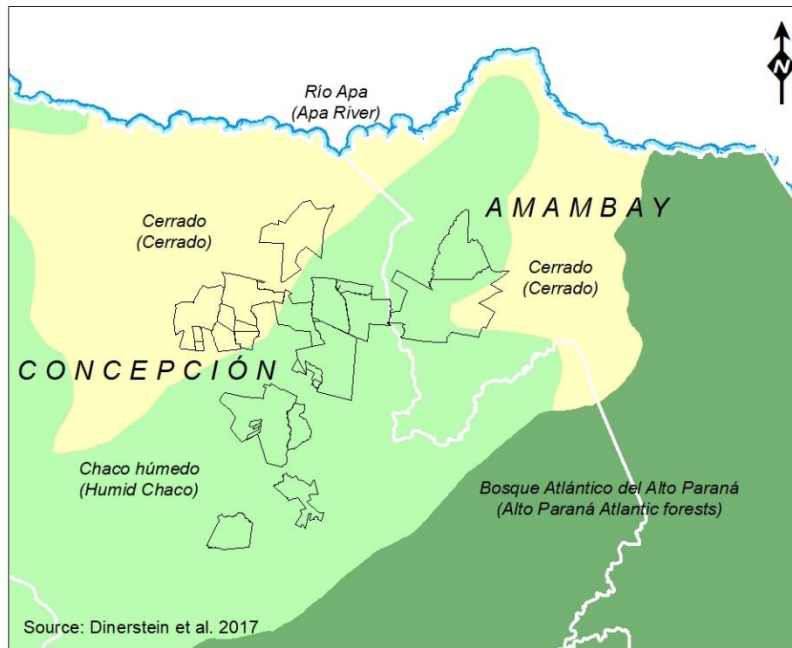 N
Río Apa
(Apa River)
AMAMBAY
Cerrado
(Cerrado)
Cerrado
(Cerrado)
CONCEPCIÓN
Chaco húmedo
(Humid Chaco)
Bosque Atlántico del Alto Paraná
(Alto Paraná Atlantic forests)
Source: Dinerstein et al. 2017